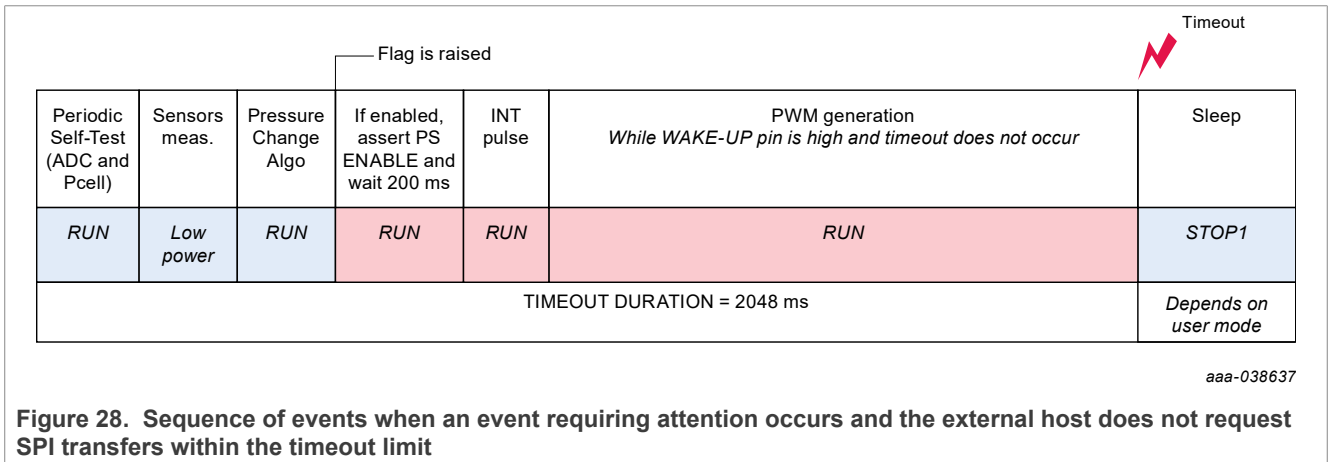 Timeout
Flag is raised
Periodic
Self-Test
(ADC and
Pcell)
Sensors
meas.
Pressure
Change
Algo
If enabled,
assert PS
ENABLE and
wait 200 ms
INT
pulse
PWM generation
While WAKE-UP pin is high and timeout does not occur
Sleep
RUN
Low
power
RUN
RUN
RUN
RUN
STOP1
TIMEOUT DURATION = 2048 ms
Depends on
user mode
aaa-038637
Figure 28. Sequence of events when an event requiring attention occurs and the external host does not request
SPI transfers within the timeout limit